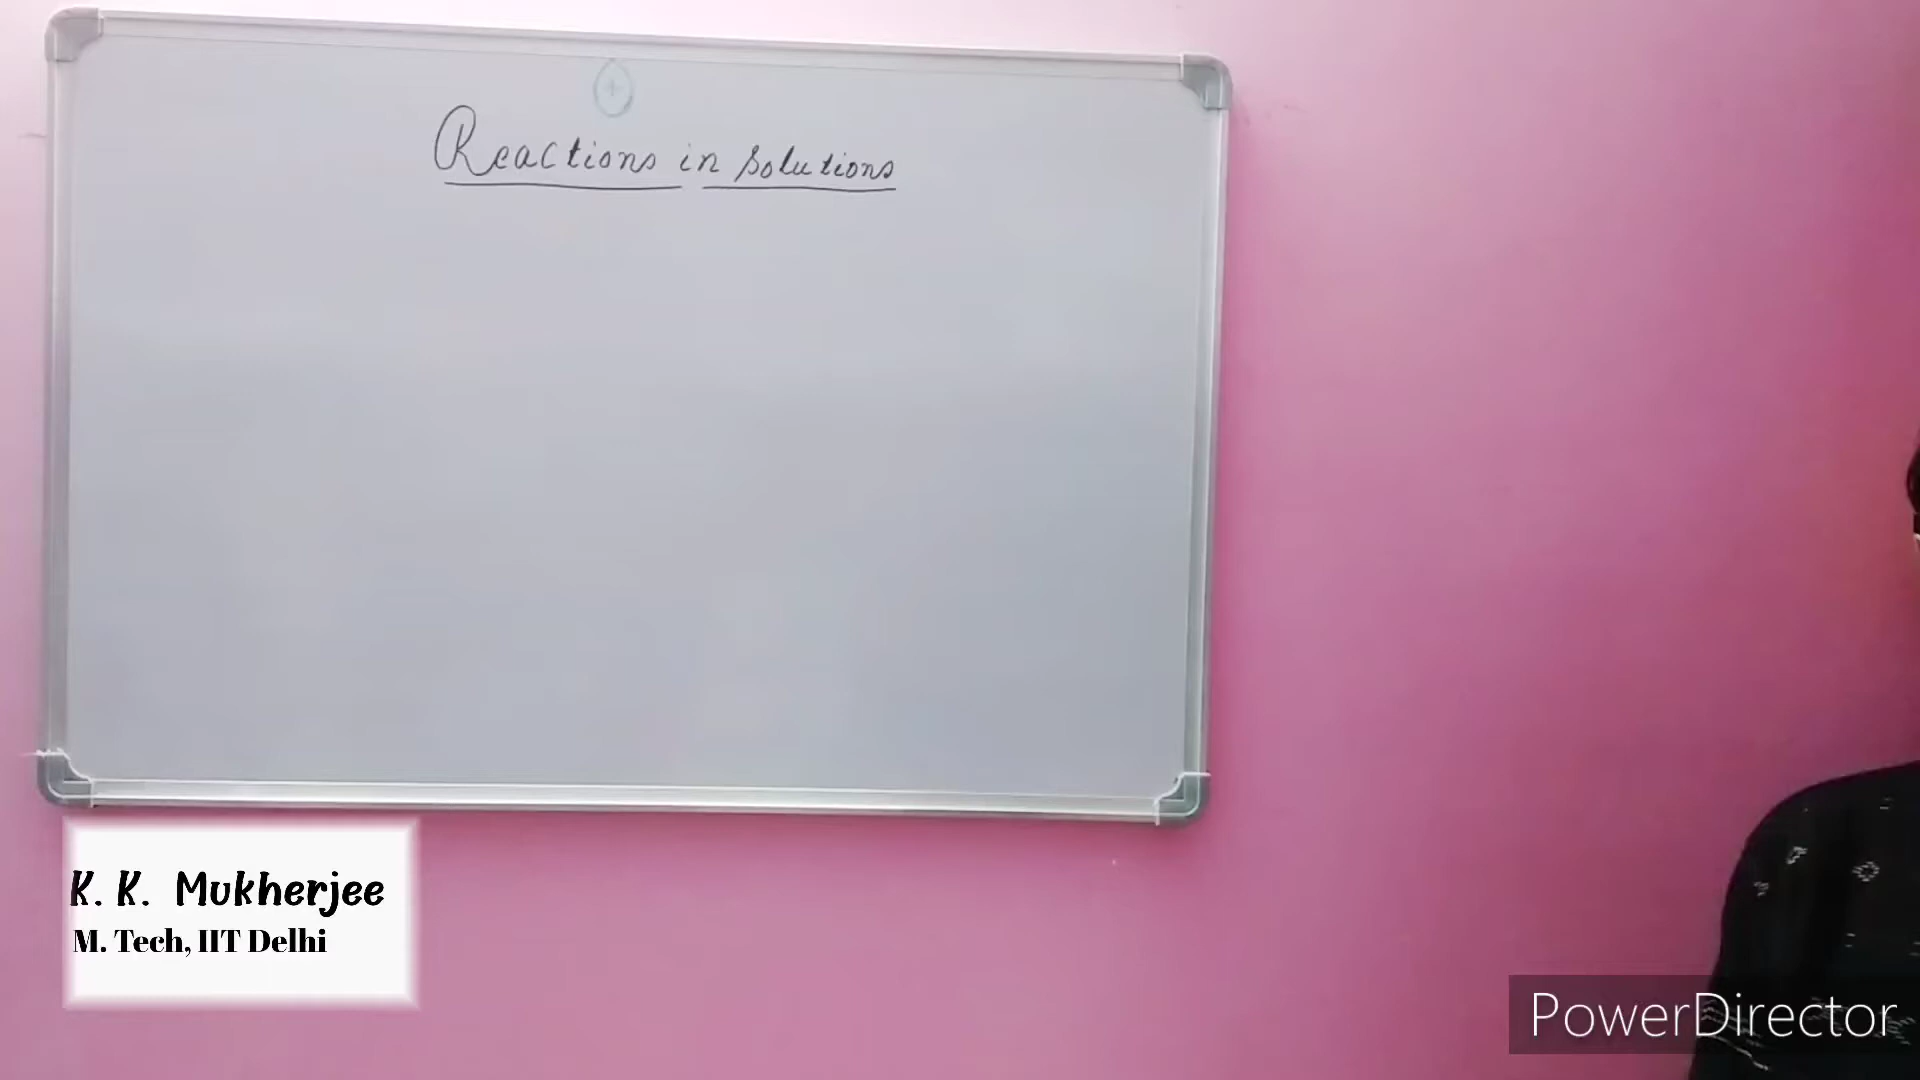 Reactions in solutions
K. K. Mukherjee
M. Tech, IIT Delhi
PowerDirector